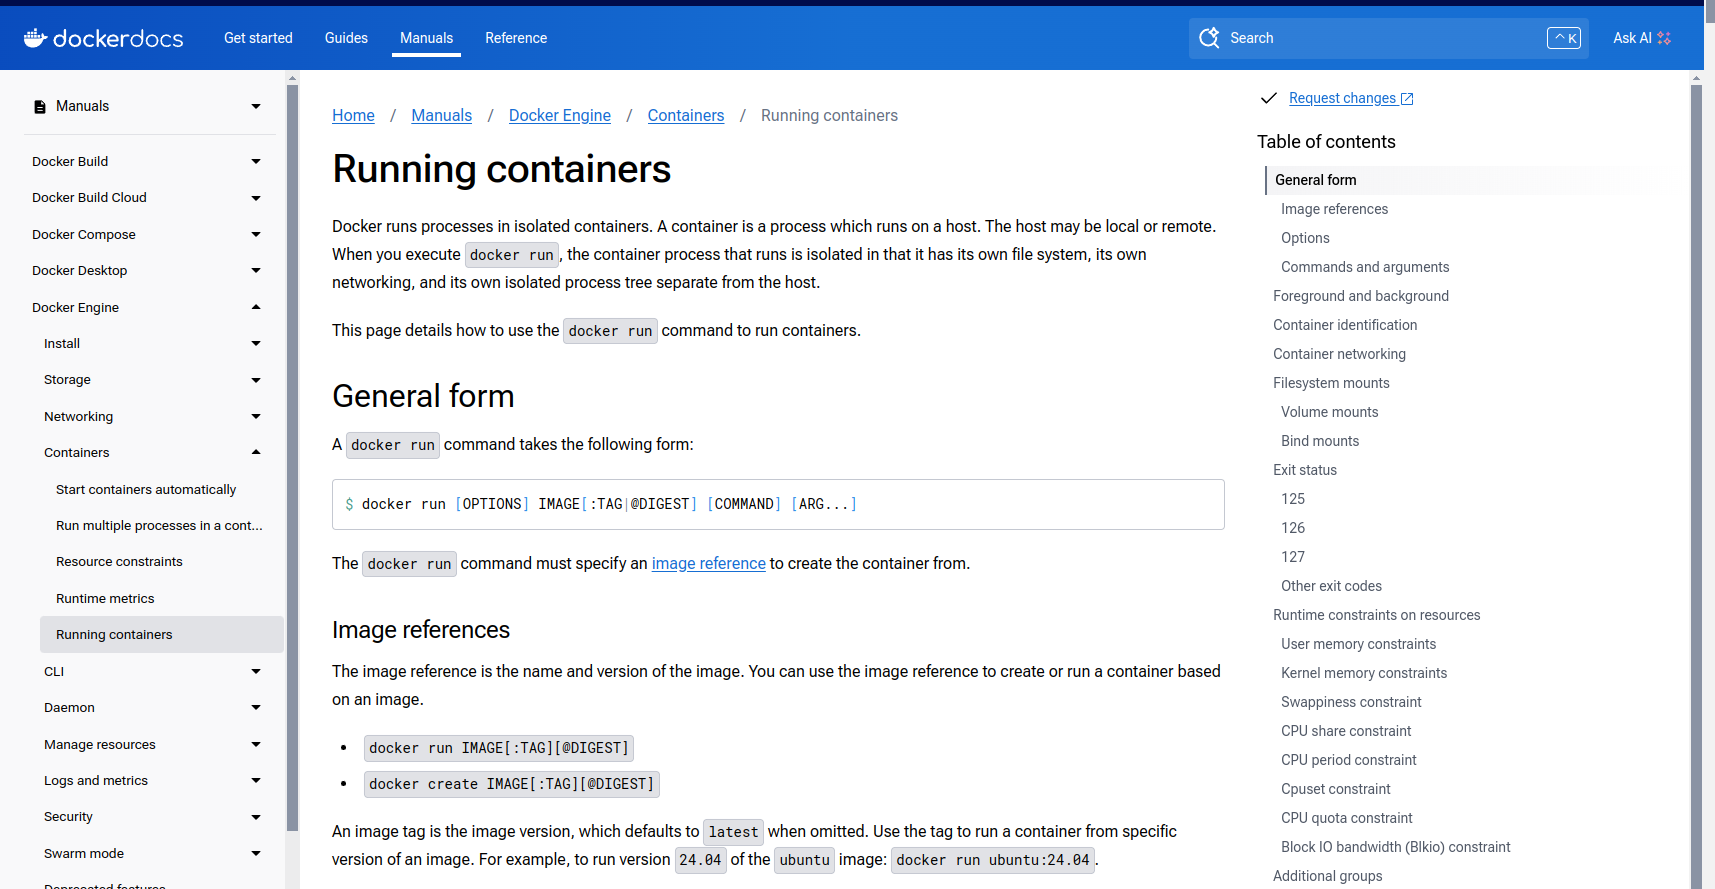 dockerdocs
Get started
Guides
Manuals
Reference
Search
^ K
Ask AI
Manuals
Docker Build
Docker Build Cloud
Docker Compose
Docker Desktop
Docker Engine
Install
Storage
Networking
Containers
Start containers automatically
Run multiple processes in a cont...
Resource constraints
Runtime metrics
Running containers
CLI
Daemon
Manage resources
Logs and metrics
Security
Swarm mode
Deprecated features
Home / Manuals / Docker Engine / Containers / Running containers
Running containers
Docker runs processes in isolated containers. A container is a process which runs on a host. The host may be local or remote.
When you execute docker run, the container process that runs is isolated in that it has its own file system, its own
networking, and its own isolated process tree separate from the host.
This page details how to use the docker run command to run containers.
General form
A docker run command takes the following form:
$ docker run [OPTIONS] IMAGE[:TAG|@DIGEST] [COMMAND] [ARG...]
The docker run command must specify an image reference to create the container from.
Image references
The image reference is the name and version of the image. You can use the image reference to create or run a container based
on an image.
• docker run IMAGE[:TAG][@DIGEST]
• docker create IMAGE[:TAG][@DIGEST]
An image tag is the image version, which defaults to latest when omitted. Use the tag to run a container from specific
version of an image. For example, to run version 24.04 of the ubuntu image: docker run ubuntu:24.04.
Request changes
Table of contents
General form
Image references
Options
Commands and arguments
Foreground and background
Container identification
Container networking
Filesystem mounts
Volume mounts
Bind mounts
Exit status
125
126
127
Other exit codes
Runtime constraints on resources
User memory constraints
Kernel memory constraints
Swappiness constraint
CPU share constraint
CPU period constraint
Cpuset constraint
CPU quota constraint
Block IO bandwidth (Blkio) constraint
Additional groups